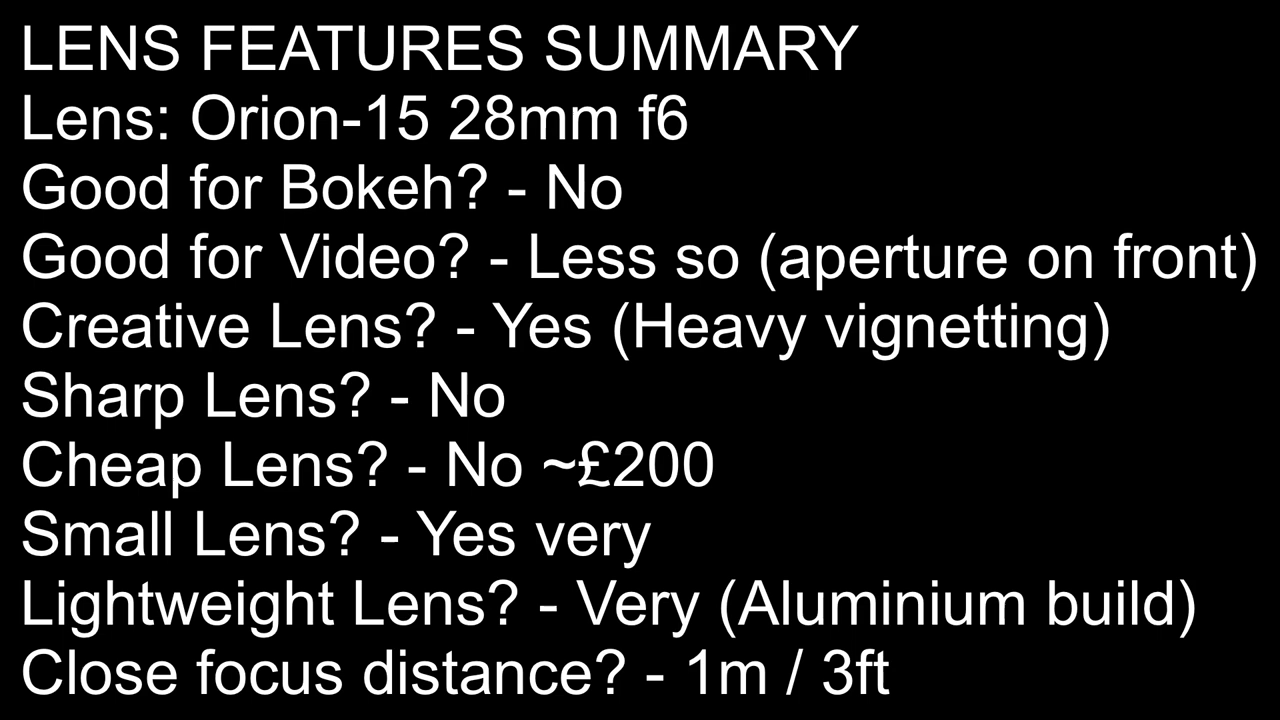 LENS FEATURES SUMMARY
Lens: Orion-15 28mm f6
Good for Bokeh? - No
Good for Video? - Less so (aperture on front)
Creative Lens? - Yes (Heavy vignetting)
Sharp Lens? - No
Cheap Lens? - No ~£200
Small Lens? - Yes very
Lightweight Lens? - Very (Aluminium build)
Close focus distance? - 1m / 3ft